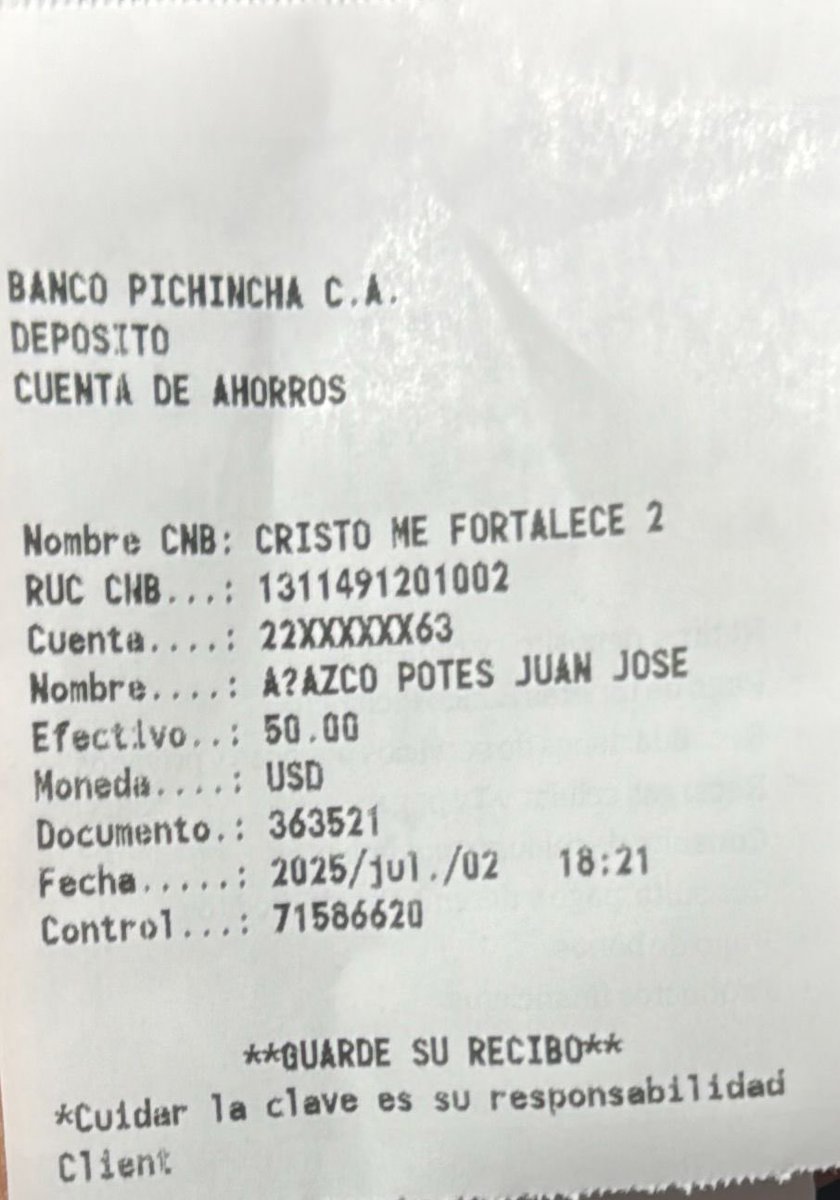 BANCO PICHINCHA C.A.
DEPOSITO
CUENTA DE AHORROS
Nombre CNB: CRISTO ME FORTALECE 2
RUC CNB...: 1311491201002
Cuenta....: 22XXXXXX63
Nombre....: A?AZCO POTES JUAN JOSE
Efectivo..: 50.00
Moneda....: USD
Documento.: 363521
Fecha.....: 2025/jul./02 18:21
Control...: 71586620
**GUARDE SU RECIBO**
*Cuidar la clave es su responsabilidad
Client